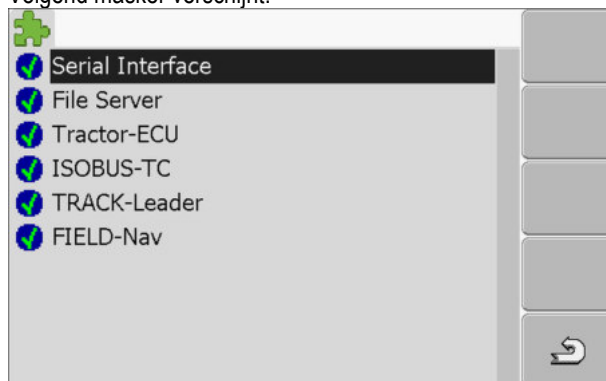 Volgend masker verschijnt:
Serial Interface
File Server
Tractor-ECU
ISOBUS-TC
TRACK-Leader
FIELD-Nav